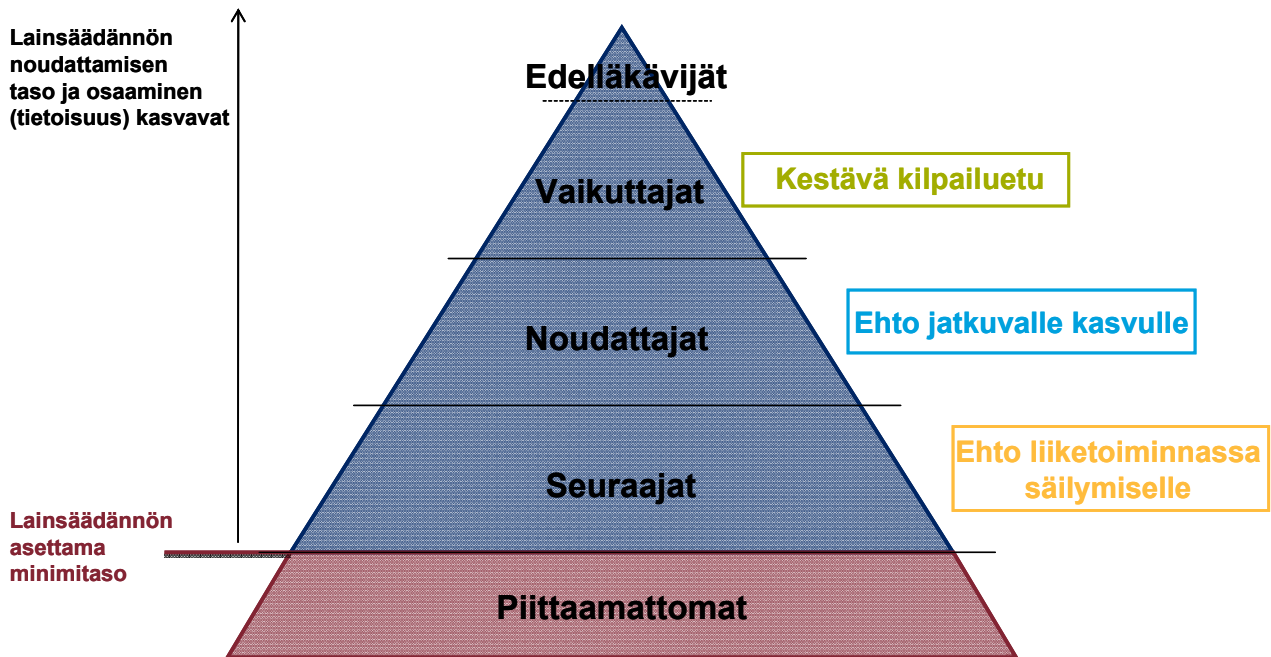 Lainsäädännön
noudattamisen
taso ja osaaminen
(tietoisuus) kasvavat
Edelläkävijät
Vaikuttajat
Kestävä kilpailuetu
Noudattajat
Ehto jatkuvalle kasvulle
Seuraajat
Ehto liiketoiminnassa
säilymiselle
Lainsäädännön
asettama
minimitaso
Piittaamattomat